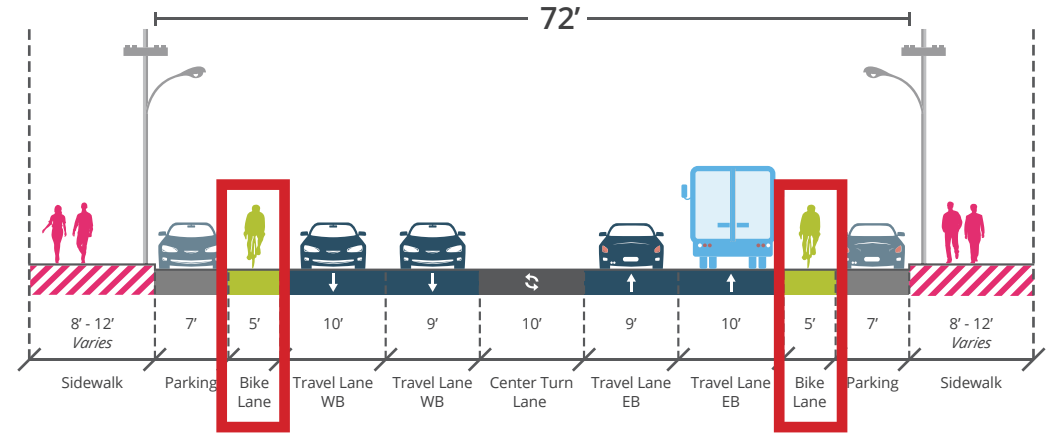 72’
8’ - 12’ 7’ 5’ 10’ 9’ 10’ 9’ 10’ 5’ 7’ 8’ - 12’
Varies Varies
Sidewalk Parking Bike Travel Lane Travel Lane Center Turn Travel Lane Travel Lane Bike Parking Sidewalk
Lane WB WB Lane EB EB Lane